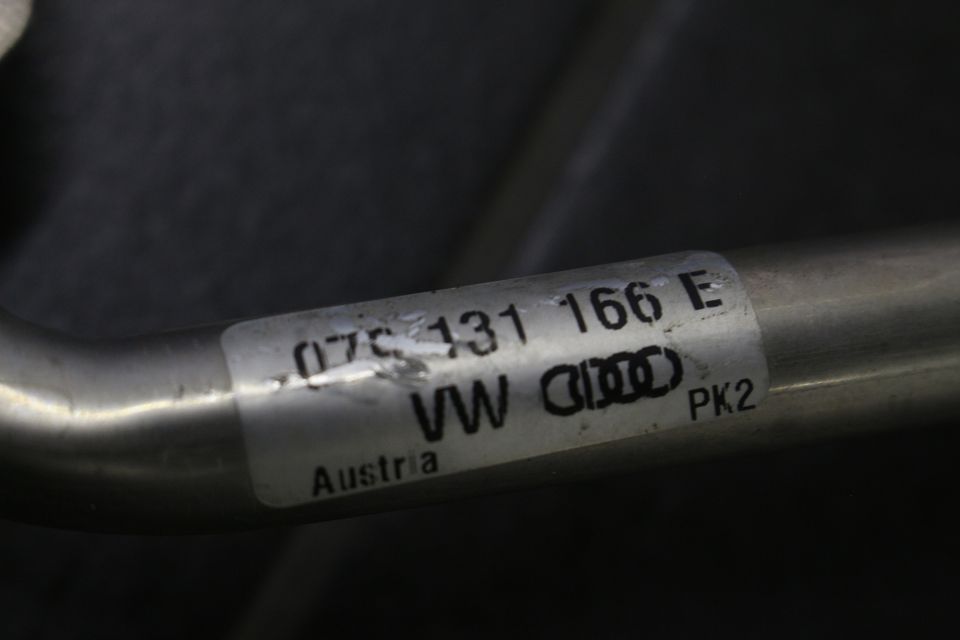 131 166 E
VW
PK2
Austria